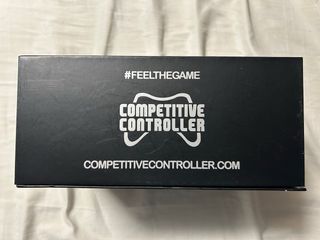 #FEELTHEGAME
COMPETITIVE
CONTROLLER
COMPETITIVECONTROLLER.COM